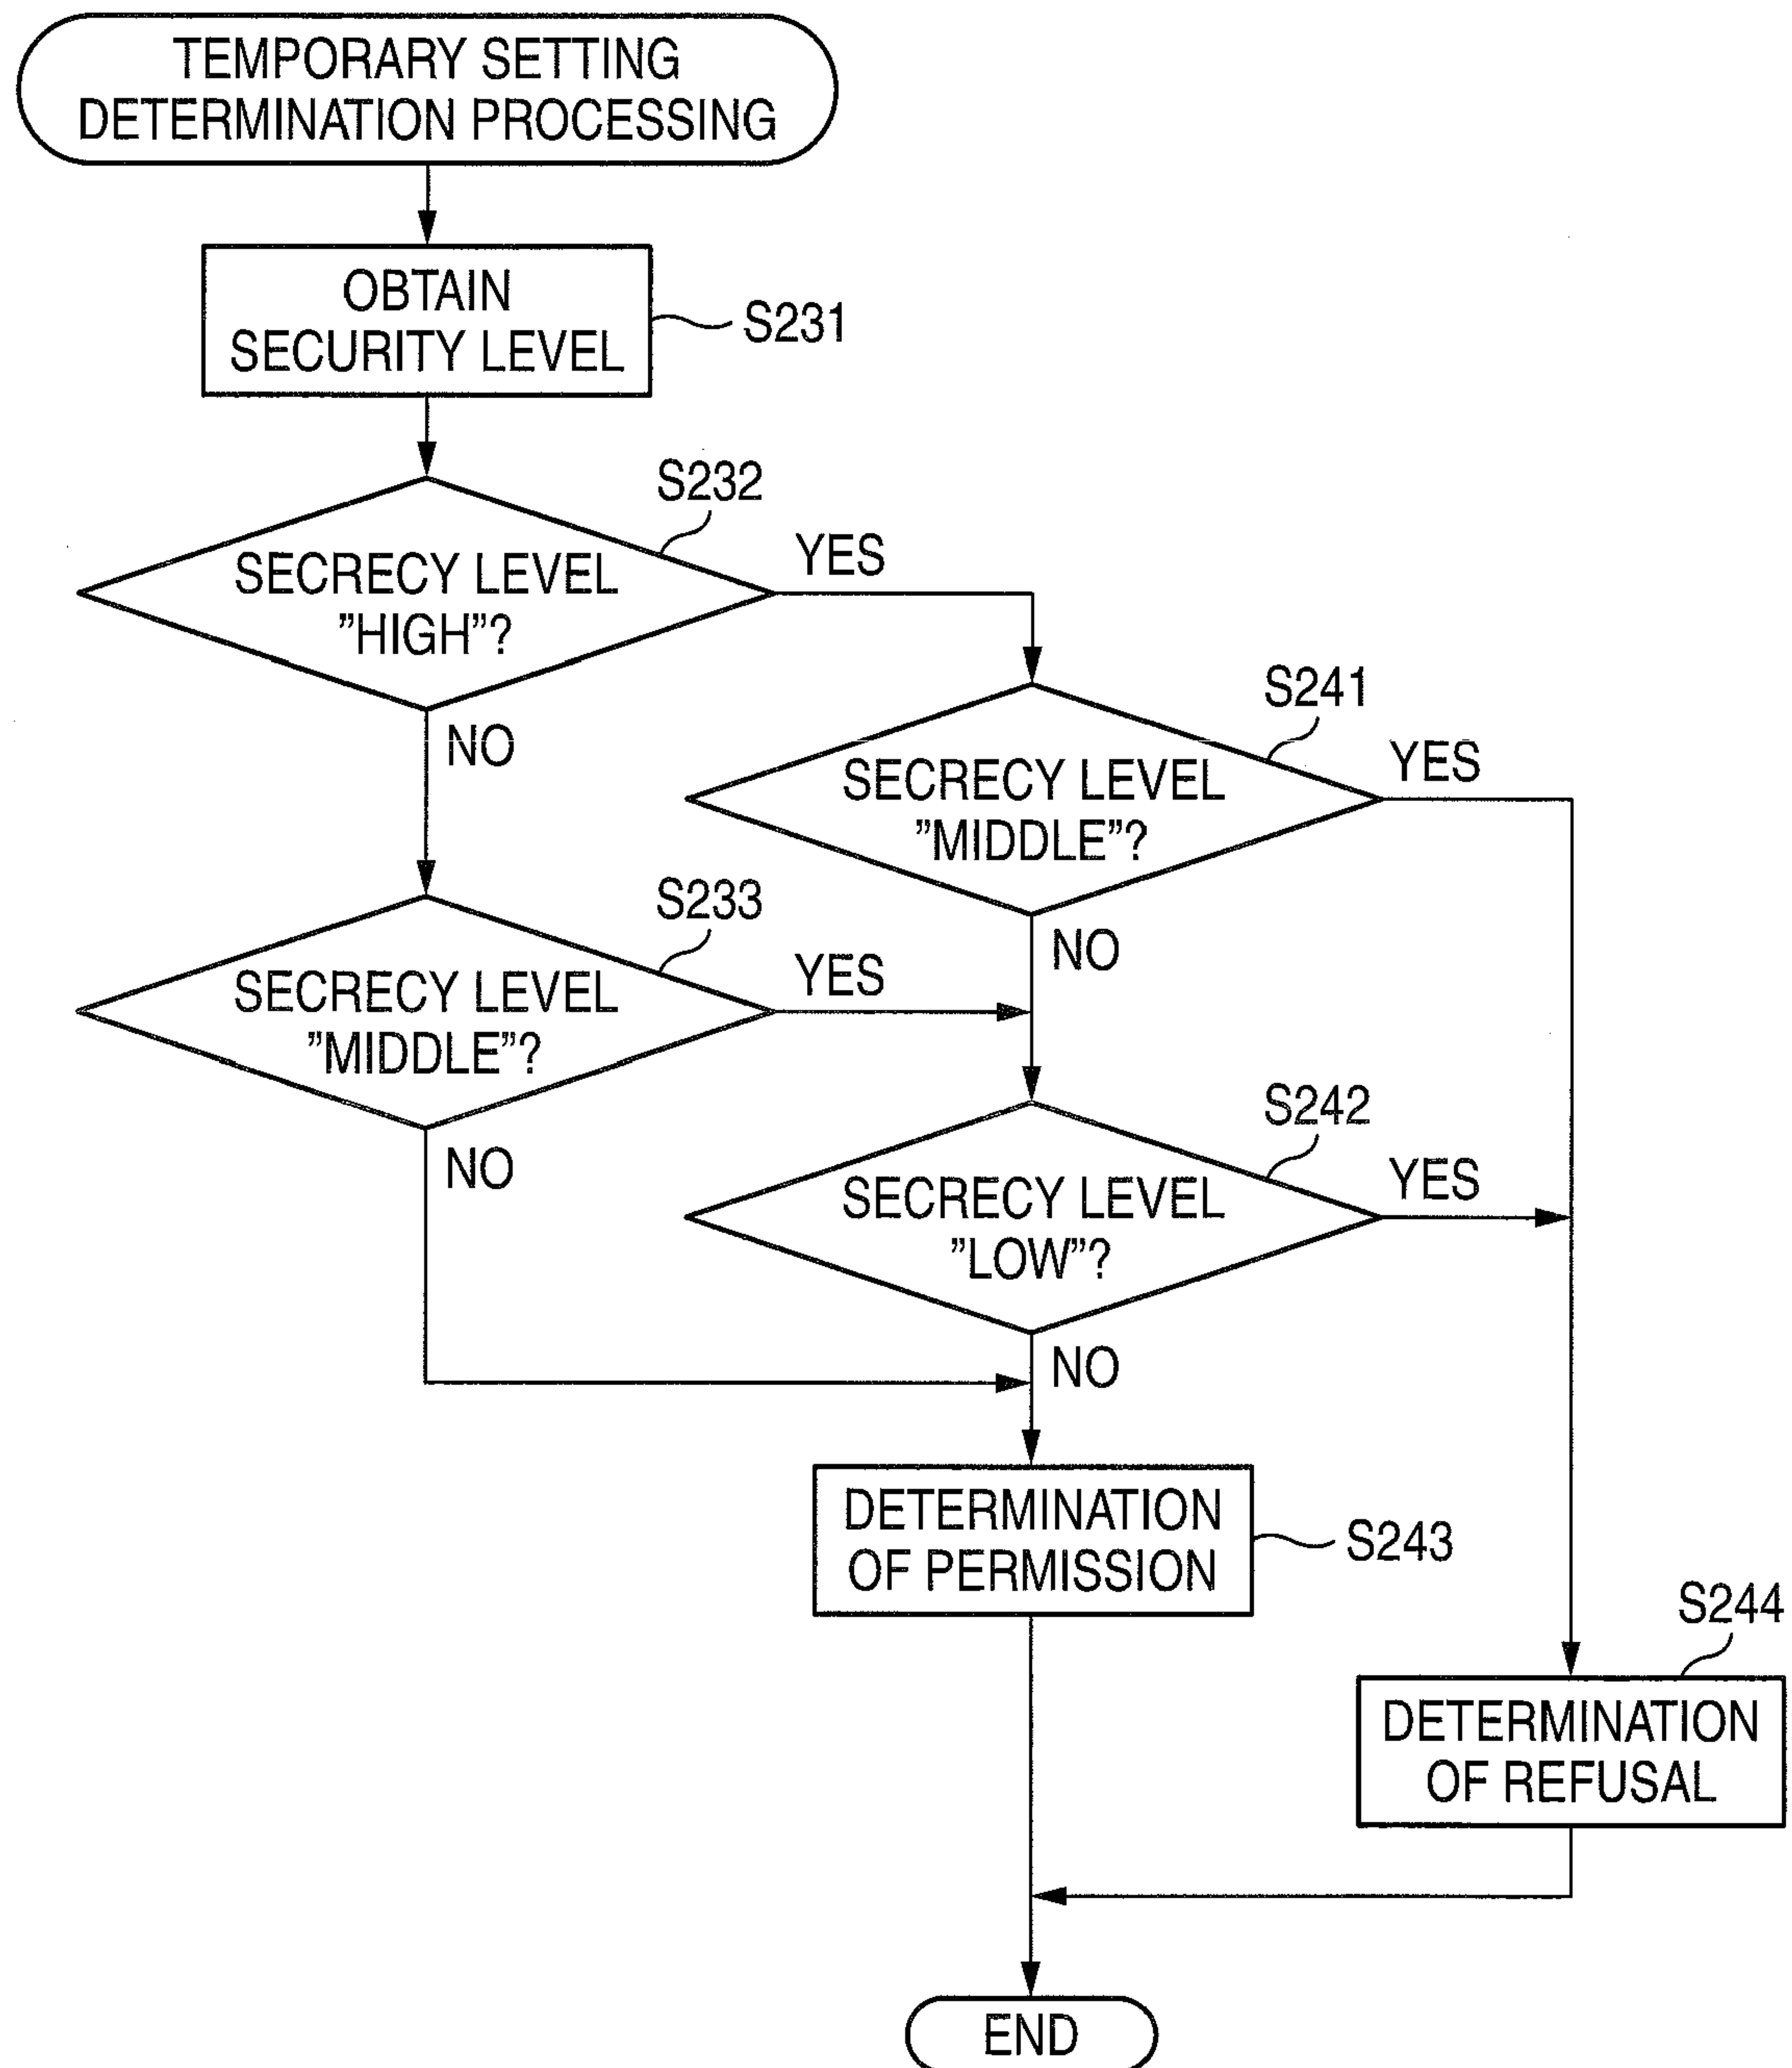 TEMPORARY SETTING
DETERMINATION PROCESSING
OBTAIN
SECURITY LEVEL
S231
S232
SECRECY LEVEL
”HIGH”?
YES
NO
S241
SECRECY LEVEL
”MIDDLE”?
YES
NO
S233
SECRECY LEVEL
”MIDDLE”?
YES
NO
S242
SECRECY LEVEL
”LOW”?
YES
NO
DETERMINATION
OF PERMISSION
S243
S244
DETERMINATION
OF REFUSAL
END